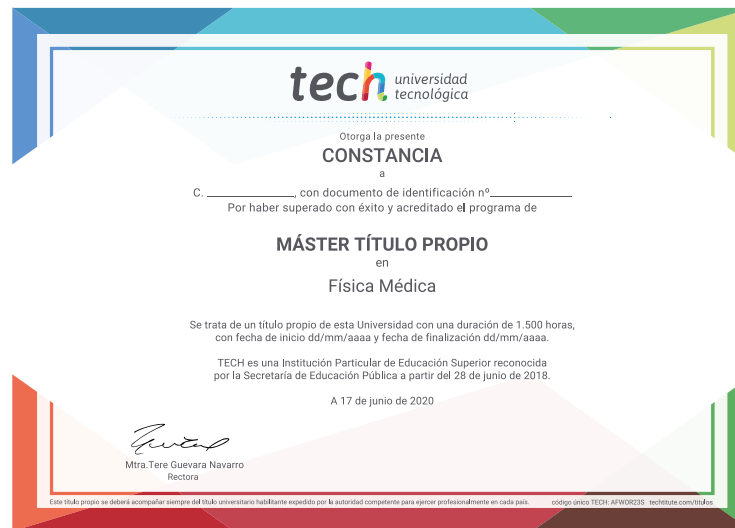 tech universidad
tecnológica
Otorga la presente
CONSTANCIA
a
C. ______________, con documento de identificación nº______________
Por haber superado con éxito y acreditado el programa de
MÁSTER TÍTULO PROPIO
en
Física Médica
Se trata de un título propio de esta Universidad con una duración de 1.500 horas,
con fecha de inicio dd/mm/aaaa y fecha de finalización dd/mm/aaaa.
TECH es una Institución Particular de Educación Superior reconocida
por la Secretaría de Educación Pública a partir del 28 de junio de 2018.
A 17 de junio de 2020
Mtra.Tere Guevara Navarro
Rectora
Este título propio se deberá acompañar siempre del título universitario habilitante expedido por la autoridad competente para ejercer profesionalmente en cada país. código único TECH: AFWOR23S techtitute.com/títulos